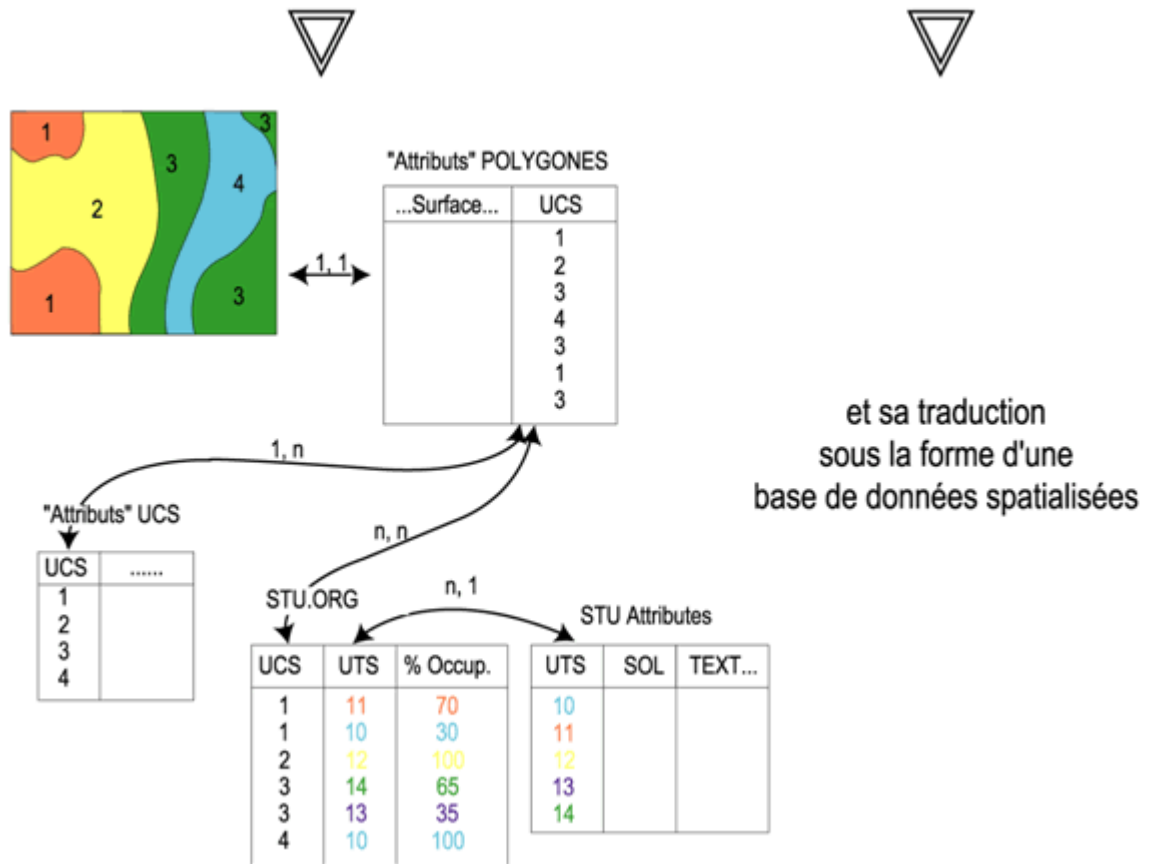 1
3
3
4
2
1
3
1, 1
"Attributs" POLYGONES
...Surface... UCS
1
2
3
4
3
1
3
et sa traduction
sous la forme d'une
base de données spatialisées
1, n
"Attributs" UCS
UCS ......
1
2
3
4
n, n
STU.ORG
n, 1
STU Attributes
UCS UTS % Occup.
1 11 70
1 10 30
2 12 100
3 14 65
3 13 35
4 10 100
UTS SOL TEXT...
10
11
12
13
14